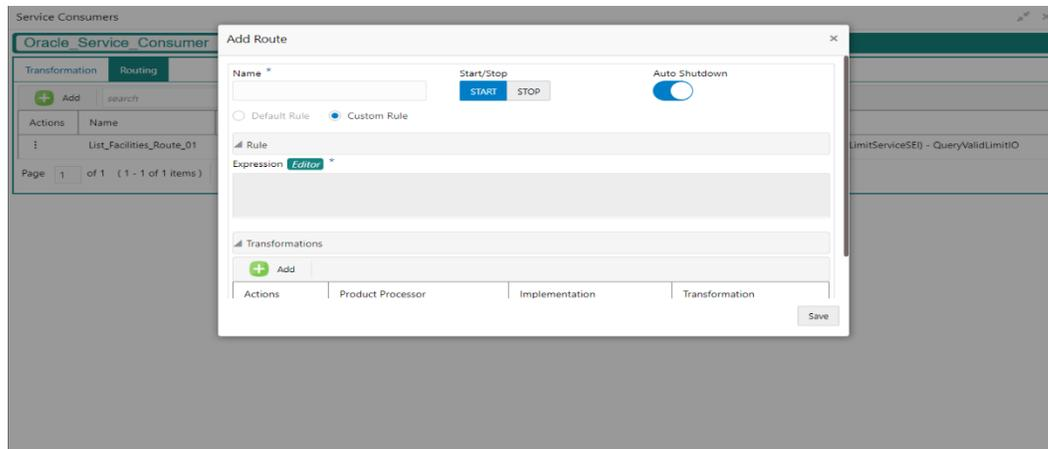 Service Consumers
Oracle_Service_Consumer
Add Route
Transformation Routing
Name *
Start/Stop
Auto Shutdown
Add
search
START STOP
Default Rule
Custom Rule
Actions Name
Rule
List_Facilities_Route_01
LimitServiceSEI) - QueryValidLimitIO
Expression Editor *
Page 1 of 1 (1 - 1 of 1 items)
Transformations
Add
Actions Product Processor Implementation Transformation
Save